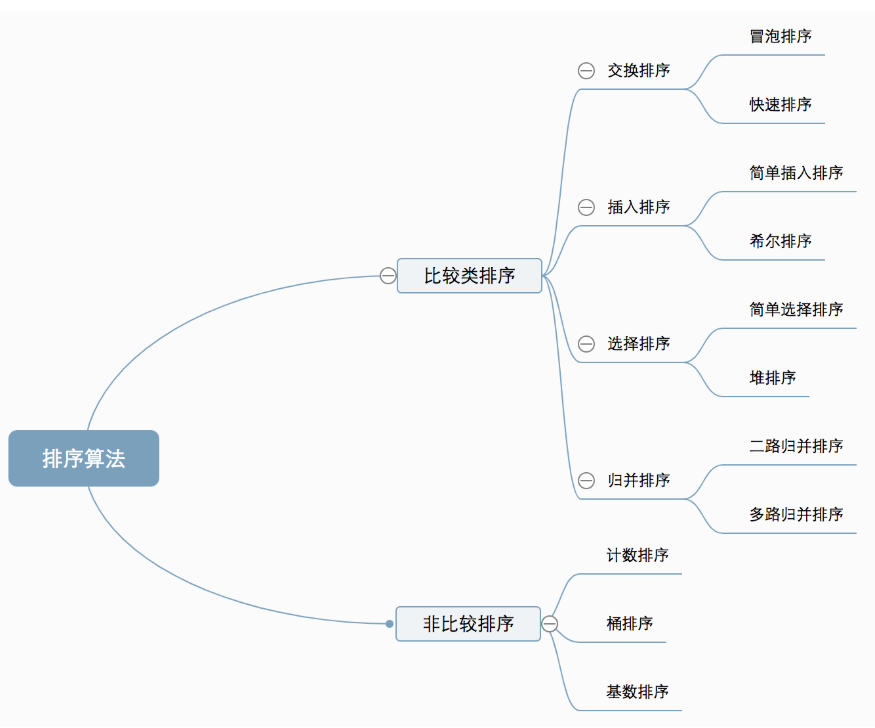 排序算法
比较类排序
交换排序
冒泡排序
快速排序
插入排序
简单插入排序
希尔排序
选择排序
简单选择排序
堆排序
归并排序
二路归并排序
多路归并排序
非比较排序
计数排序
桶排序
基数排序